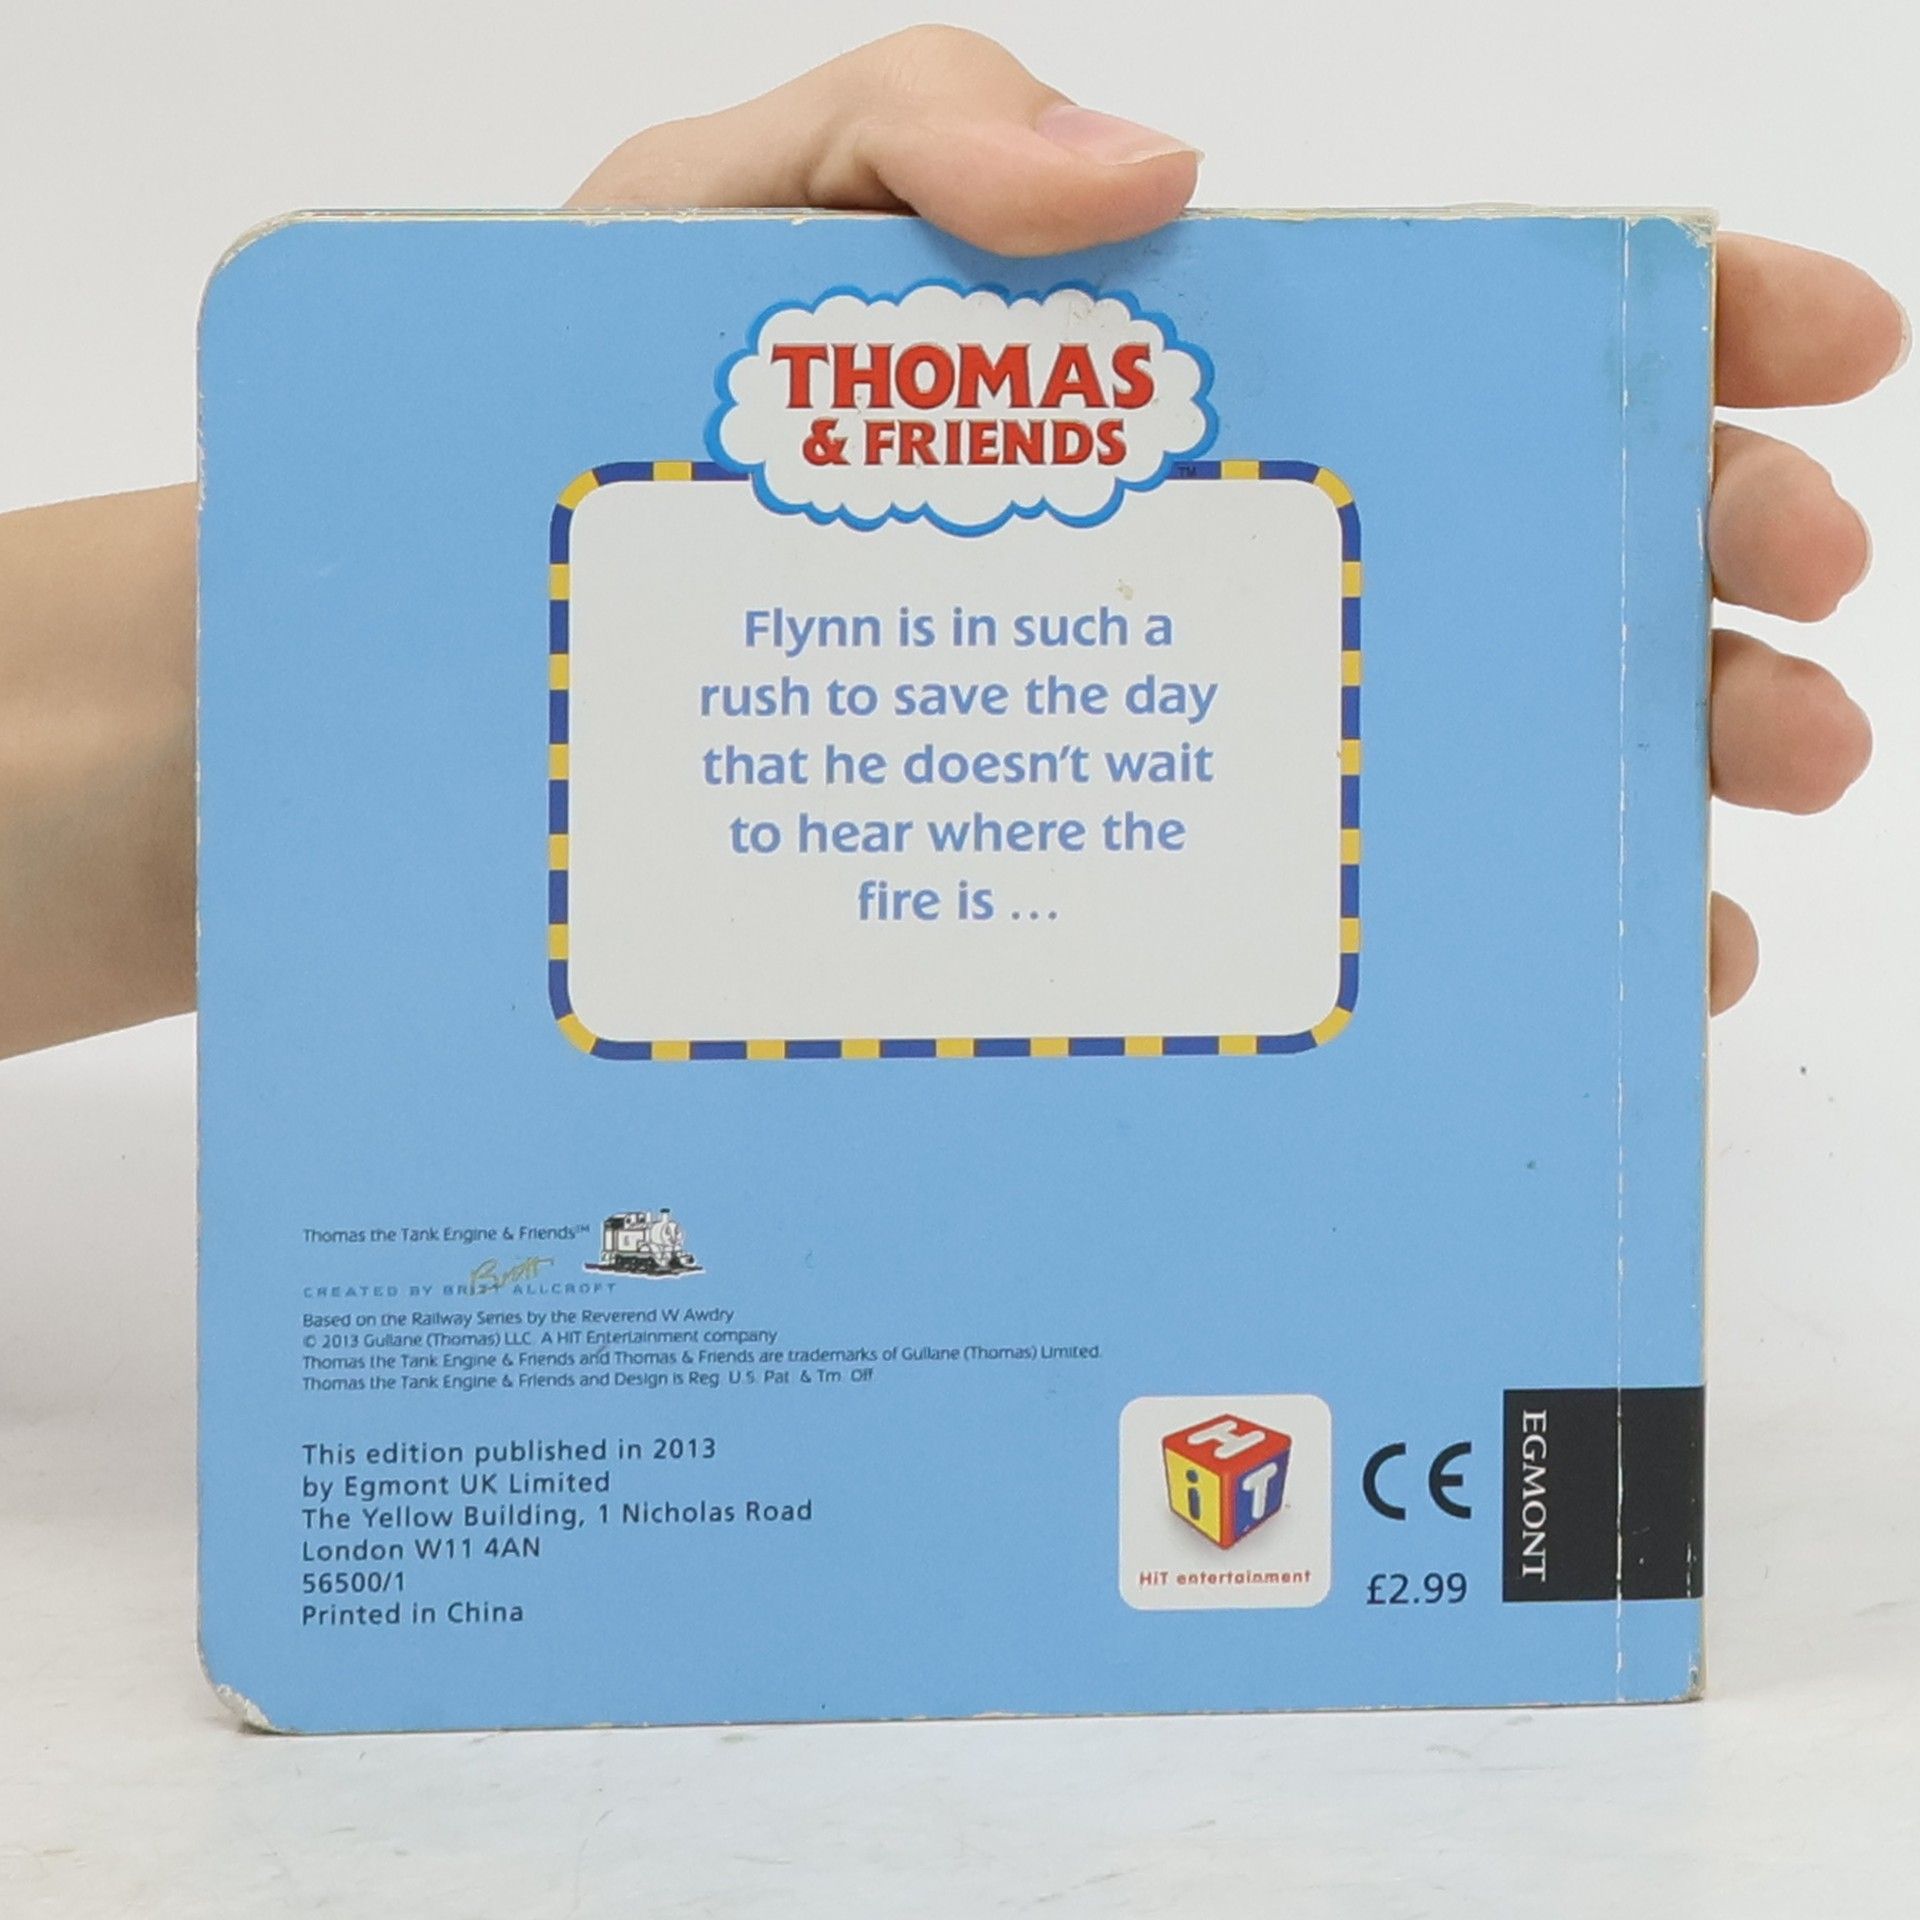 THOMAS
& FRIENDS
TM
Flynn is in such a
rush to save the day
that he doesn't wait
to hear where the
fire is ...
Thomas the Tank Engine & Friends™
CREATED BY BRITT ALLCROFT
Britt
Based on the Railway Series by the Reverend W Awdry
© 2013 Gullane (Thomas) LLC. A HIT Entertainment company
Thomas the Tank Engine & Friends and Thomas & Friends are trademarks of Gullane (Thomas) Limited.
Thomas the Tank Engine & Friends and Design is Reg. U.S. Pat. & Tm. Off.
This edition published in 2013
by Egmont UK Limited
The Yellow Building, 1 Nicholas Road
London W11 4AN
56500/1
Printed in China
HiT
HiT entertainment
CE
£2.99
EGMONT